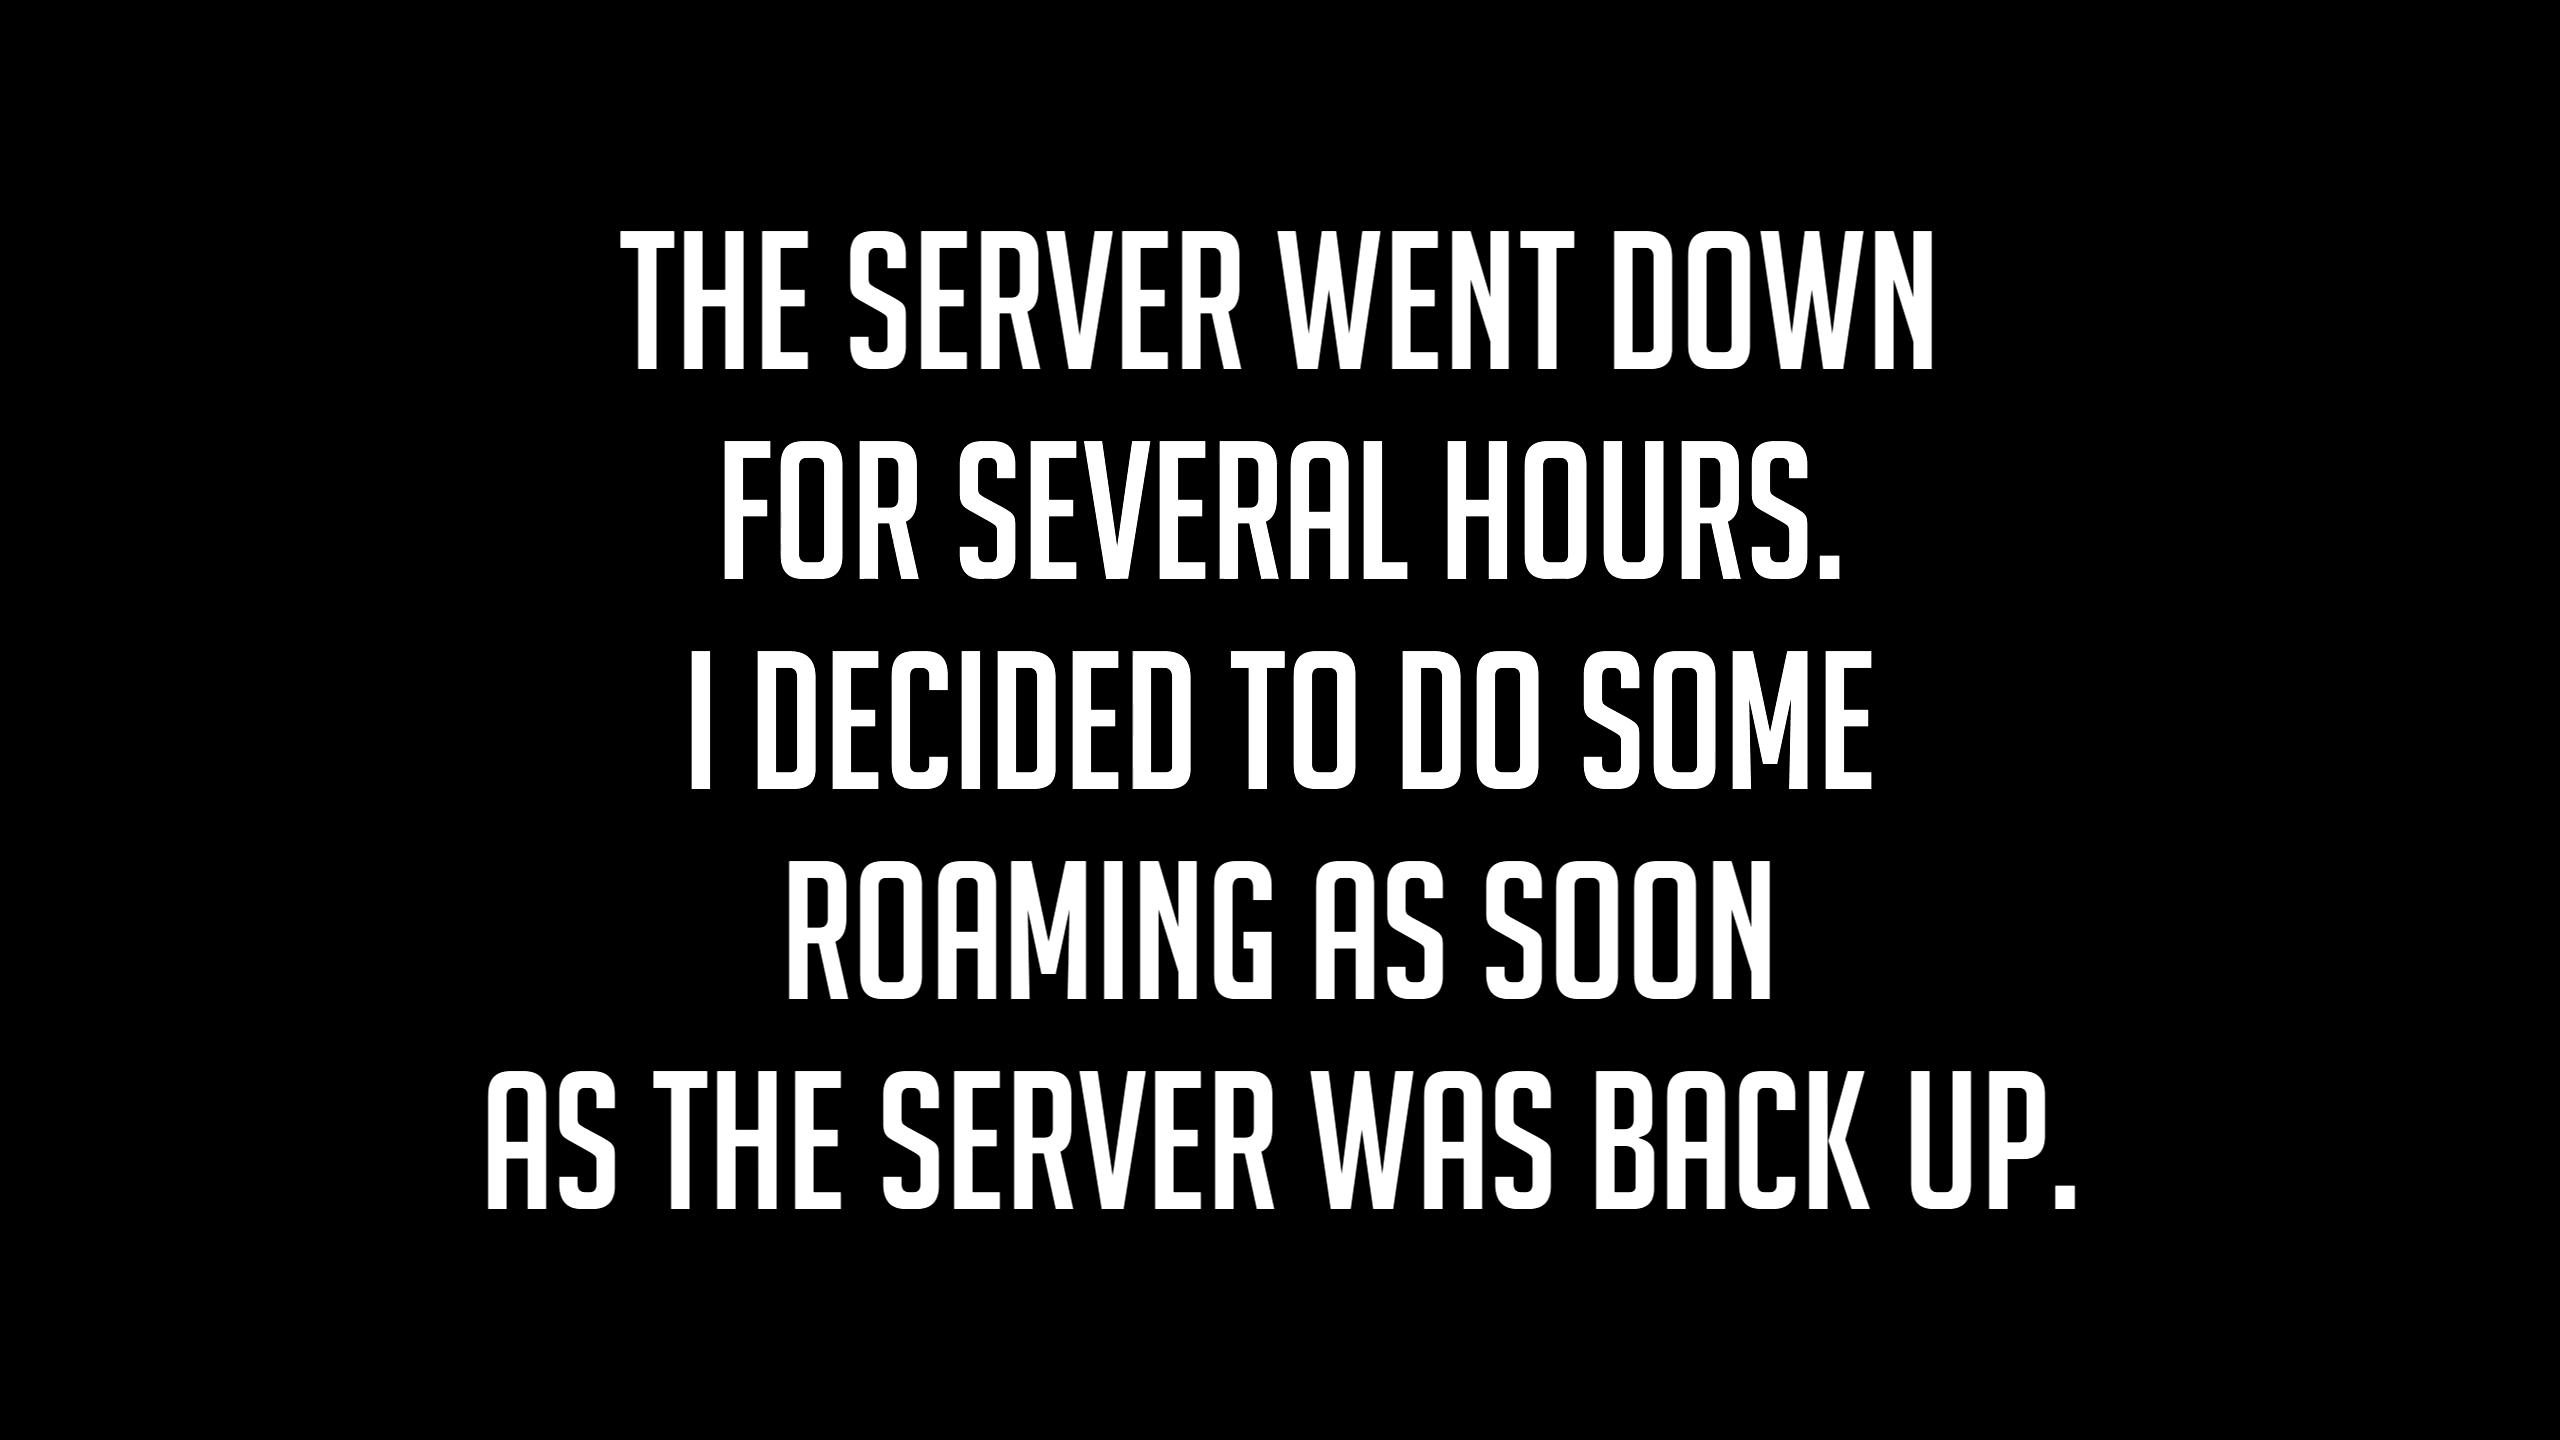 THE SERVER WENT DOWN
FOR SEVERAL HOURS.
I DECIDED TO DO SOME
ROAMING AS SOON
AS THE SERVER WAS BACK UP.